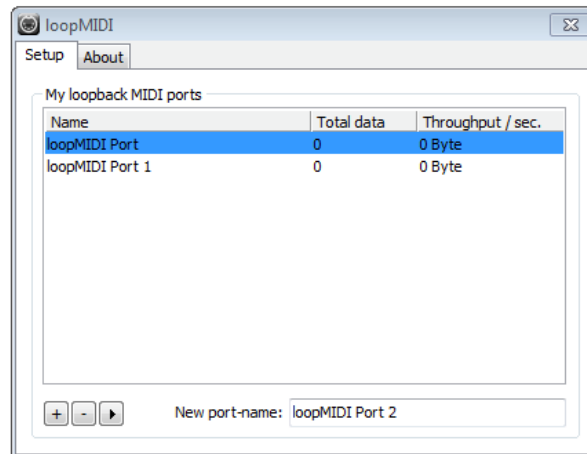 loopMIDI
Setup About
My loopback MIDI ports
Name Total data Throughput / sec.
loopMIDI Port 0 0 Byte
loopMIDI Port 1 0 0 Byte
+ - New port-name: loopMIDI Port 2